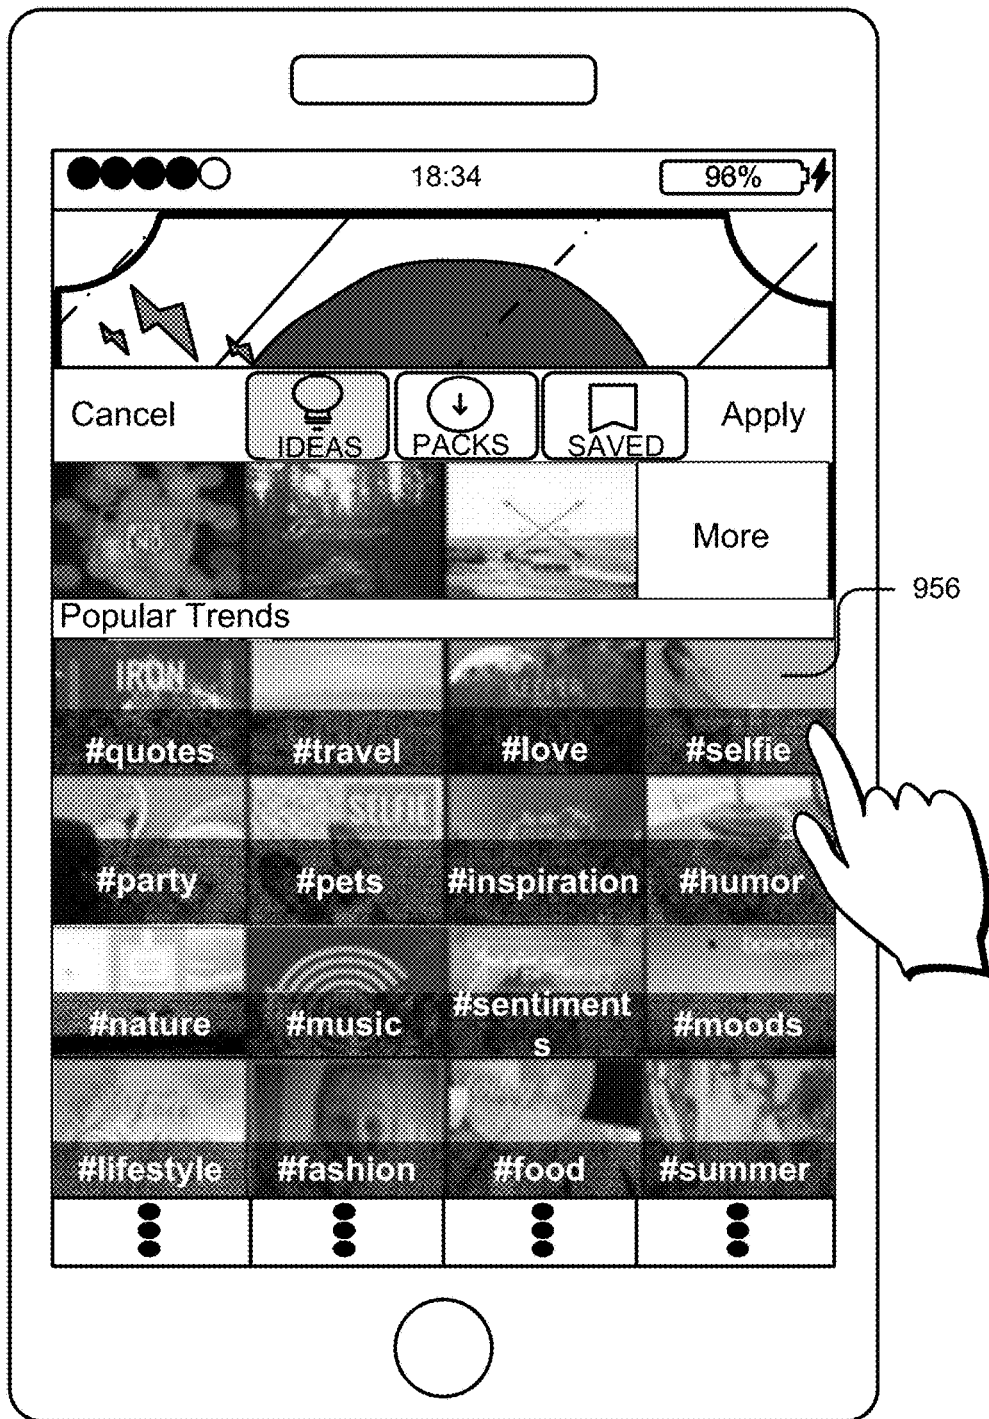 18:34
96%
Cancel
IDEAS
PACKS
SAVED
Apply
More
956
Popular Trends
IRON
#quotes
#travel
#love
#selfie
#party
#pets
#inspiration
#humor
#nature
#music
#sentiment
s
#moods
#lifestyle
#fashion
#food
#summer